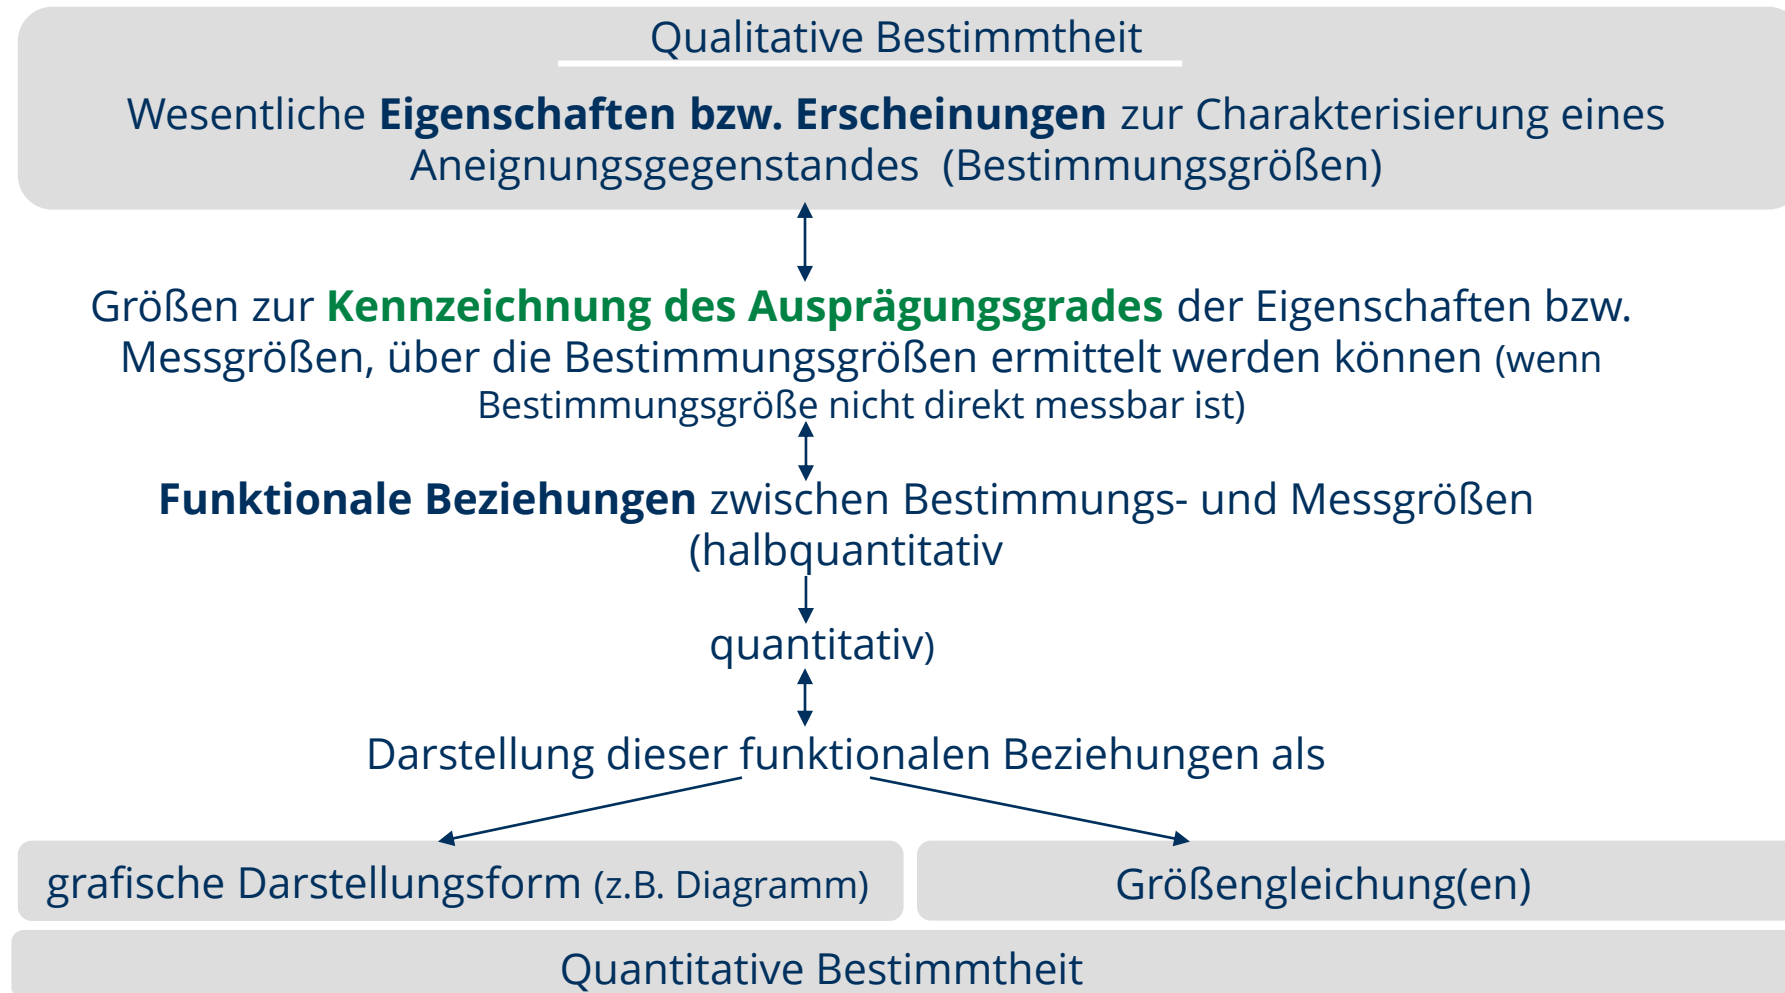 Qualitative Bestimmtheit
Wesentliche Eigenschaften bzw. Erscheinungen zur Charakterisierung eines
Aneignungsgegenstandes (Bestimmungsgrößen)
Größen zur Kennzeichnung des Ausprägungsgrades der Eigenschaften bzw.
Messgrößen, über die Bestimmungsgrößen ermittelt werden können (wenn
Bestimmungsgröße nicht direkt messbar ist)
Funktionale Beziehungen zwischen Bestimmungs- und Messgrößen
(halbquantitativ
quantitativ)
Darstellung dieser funktionalen Beziehungen als
grafische Darstellungsform (z.B. Diagramm)
Größengleichung(en)
Quantitative Bestimmtheit